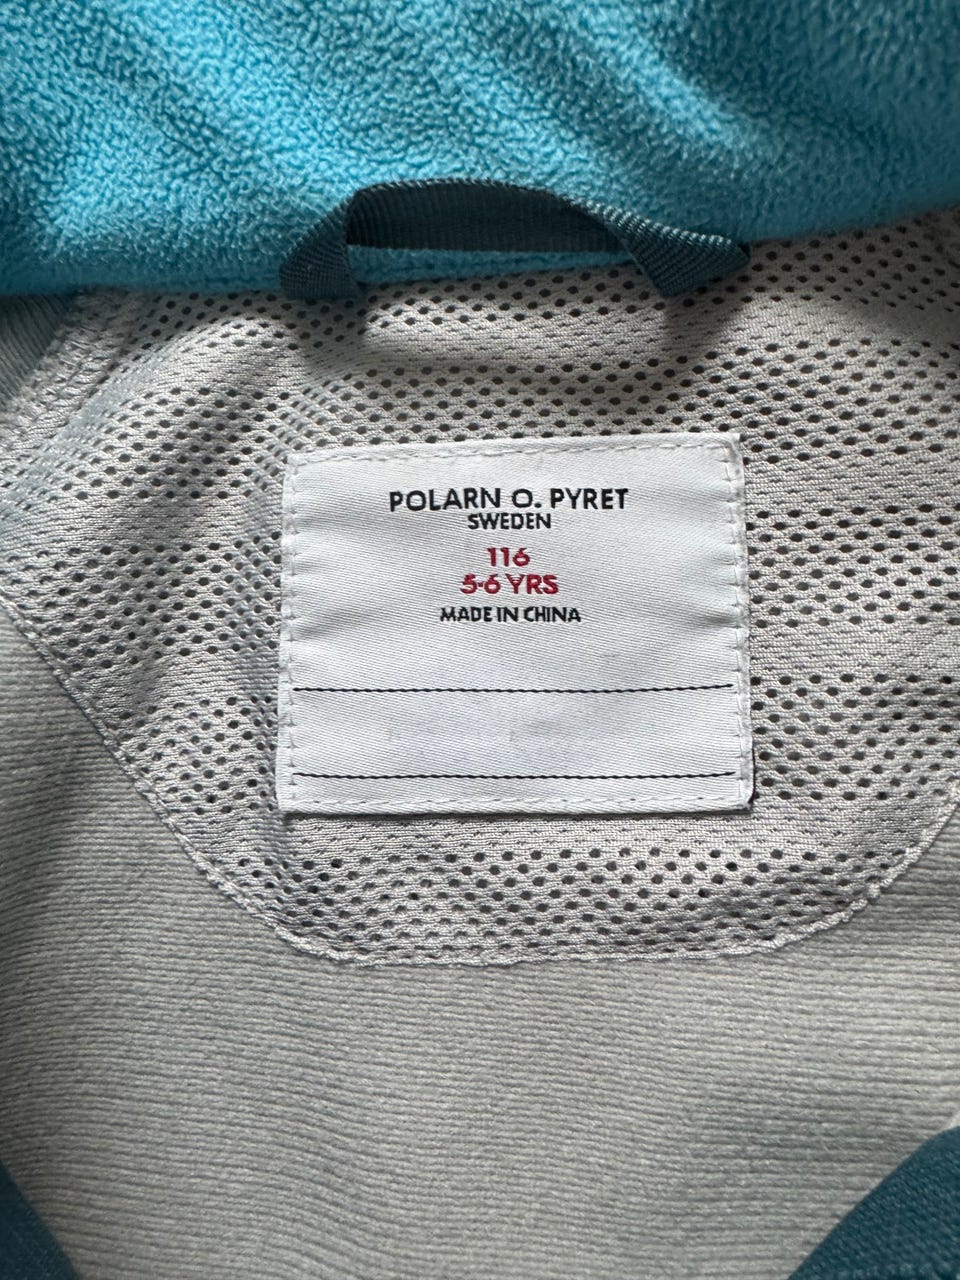 POLARN O. PYRET
SWEDEN
116
5-6 YRS
MADE IN CHINA